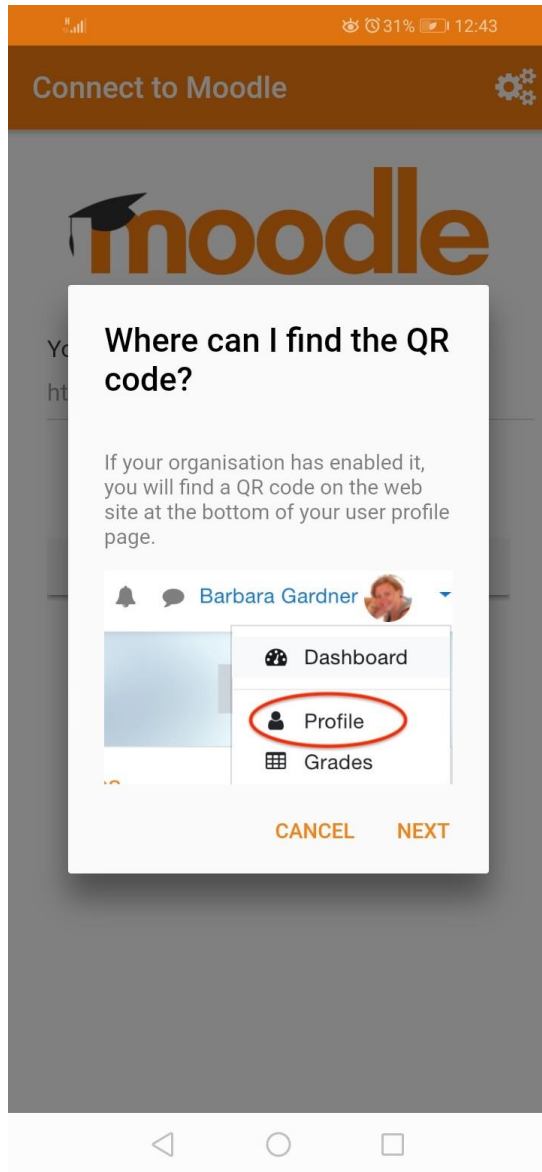 H
31% 12:43
Connect to Moodle
moodle
Yo
ht
Where can I find the QR
code?
If your organisation has enabled it,
you will find a QR code on the web
site at the bottom of your user profile
page.
Barbara Gardner
Dashboard
Profile
Grades
CANCEL NEXT